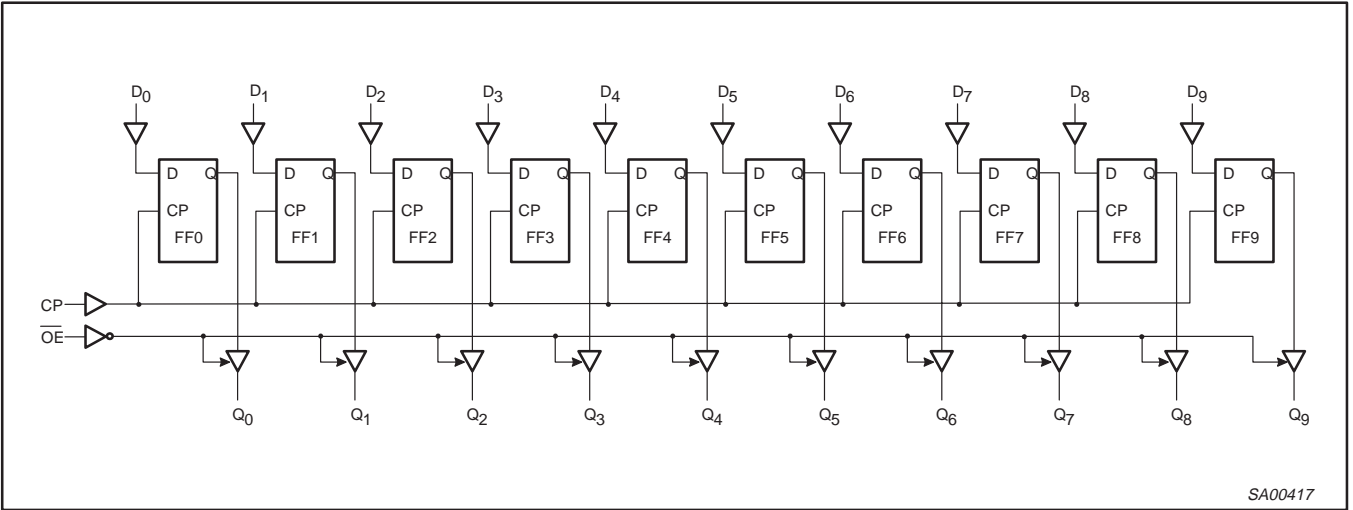 D0 D1 D2 D3 D4 D5 D6 D7 D8 D9
D Q D Q D Q D Q D Q D Q D Q D Q D Q D Q
CP CP CP CP CP CP CP CP CP CP
FF0 FF1 FF2 FF3 FF4 FF5 FF6 FF7 FF8 FF9
CP
O̅E̅
Q0 Q1 Q2 Q3 Q4 Q5 Q6 Q7 Q8 Q9
SA00417